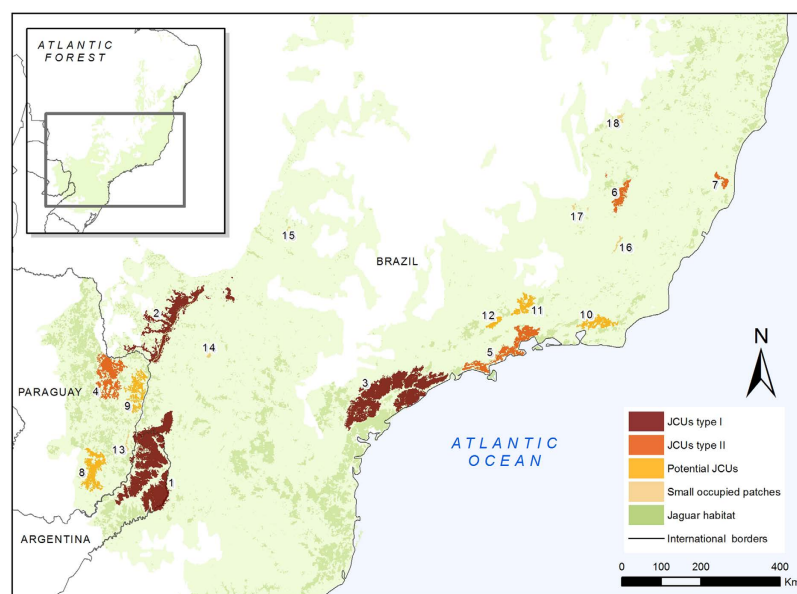 ATLANTIC
FOREST
18
6
7
17
16
15
BRAZIL
2
12
11
10
14
5
3
PARAGUAY
4
9
13
8
1
ARGENTINA
ATLANTIC
OCEAN
N
JCUs type I
JCUs type II
Potential JCUs
Small occupied patches
Jaguar habitat
International borders
0 100 200 400
Km